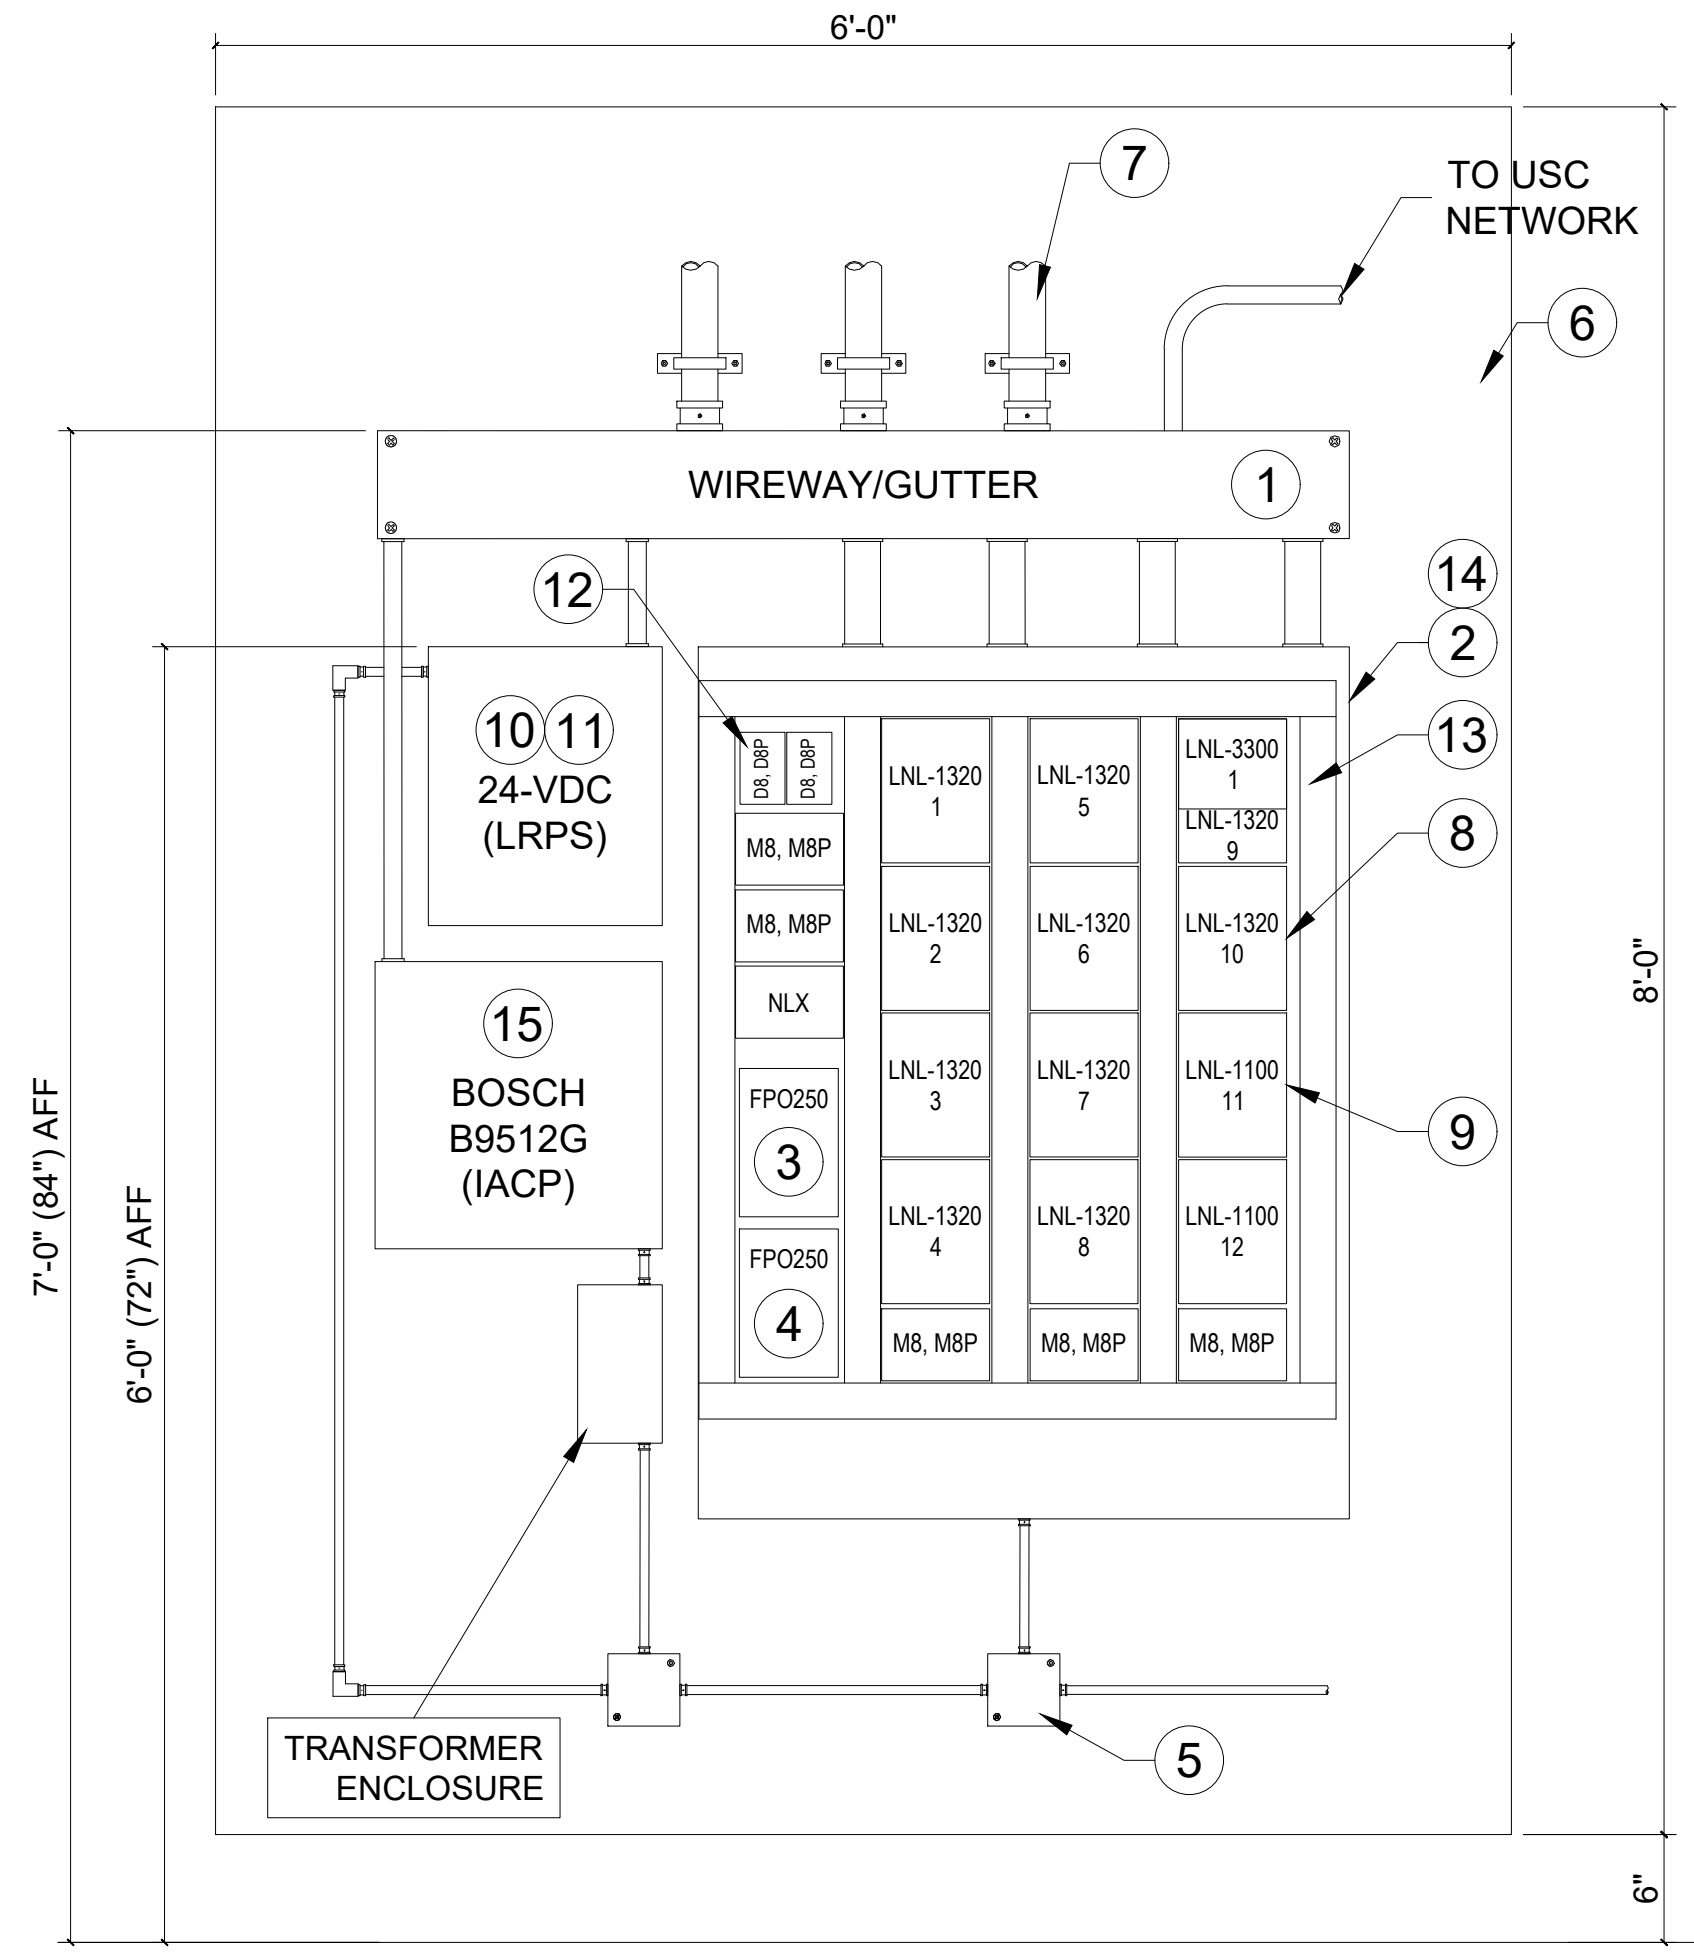 6'-0"
7
TO USC
NETWORK
6
WIREWAY/GUTTER
1
12
14
2
10
11
24-VDC
(LRPS)
13
D8, D8P
D8, D8P
LNL-1320
1
LNL-1320
5
LNL-3300
1
LNL-1320
9
8
M8, M8P
M8, M8P
LNL-1320
2
LNL-1320
6
LNL-1320
10
8'-0"
NLX
15
BOSCH
B9512G
(IACP)
FPO250
3
LNL-1320
3
LNL-1320
7
LNL-1100
11
9
7'-0" (84") AFF
6'-0" (72") AFF
FPO250
4
LNL-1320
4
LNL-1320
8
LNL-1100
12
M8, M8P
M8, M8P
M8, M8P
TRANSFORMER
ENCLOSURE
5
6"